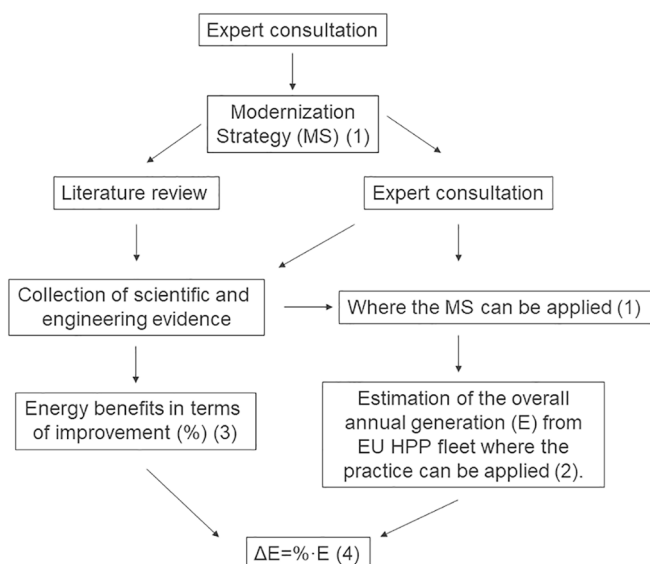 Expert consultation
Modernization
Strategy (MS) (1)
Literature review
Expert consultation
Collection of scientific and
engineering evidence
Where the MS can be applied (1)
Energy benefits in terms
of improvement (%) (3)
Estimation of the overall
annual generation (E) from
EU HPP fleet where the
practice can be applied (2).
ΔE=%·E (4)